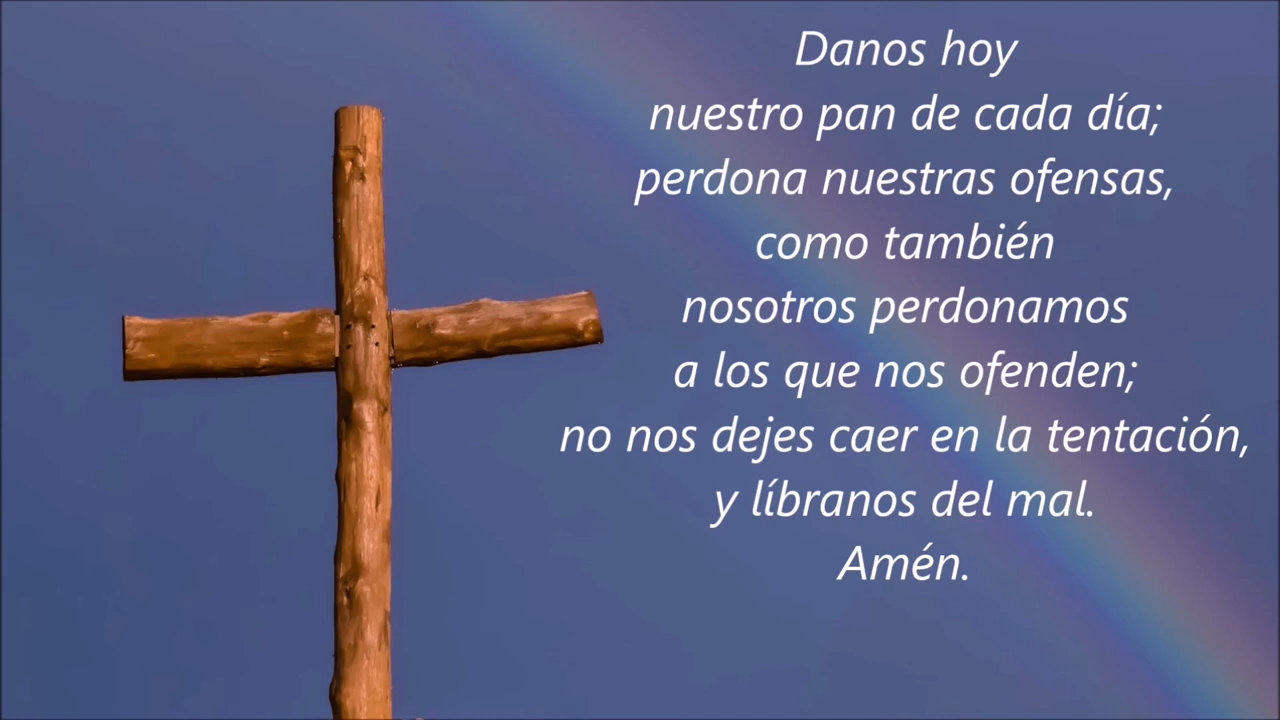 Danos hoy
nuestro pan de cada día;
perdona nuestras ofensas,
como también
nosotros perdonamos
a los que nos ofenden;
no nos dejes caer en la tentación,
y líbranos del mal.
Amén.